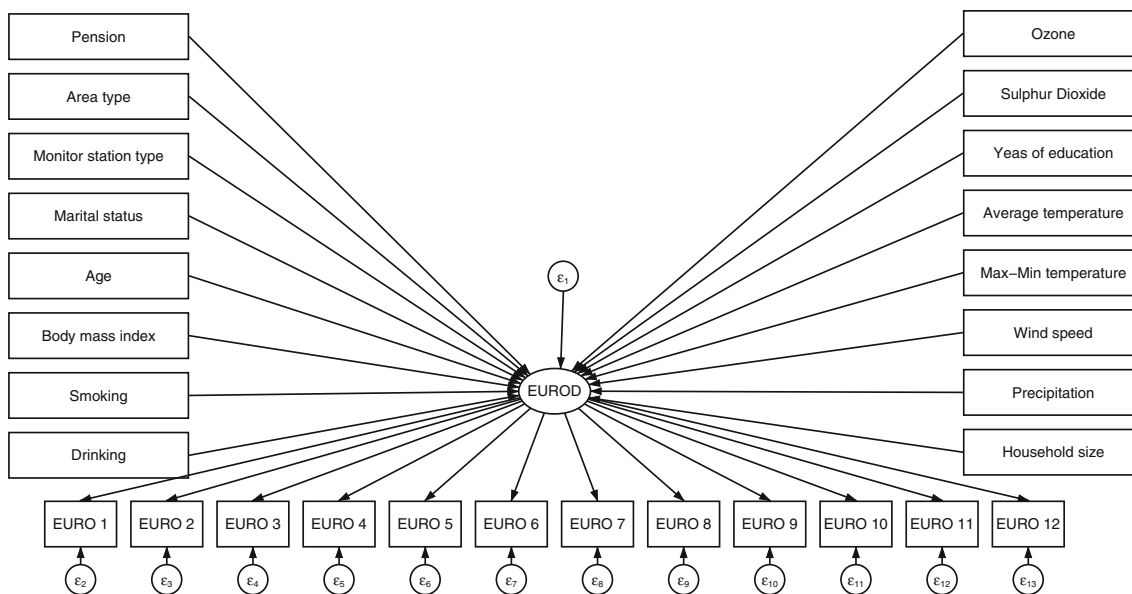 Pension
Area type
Monitor station type
Marital status
Age
Body mass index
Smoking
Drinking
Ozone
Sulphur Dioxide
Yeas of education
Average temperature
Max–Min temperature
Wind speed
Precipitation
Household size
ε1
EUROD
EURO 1 EURO 2 EURO 3 EURO 4 EURO 5 EURO 6 EURO 7 EURO 8 EURO 9 EURO 10 EURO 11 EURO 12
ε2 ε3 ε4 ε5 ε6 ε7 ε8 ε9 ε10 ε11 ε12 ε13